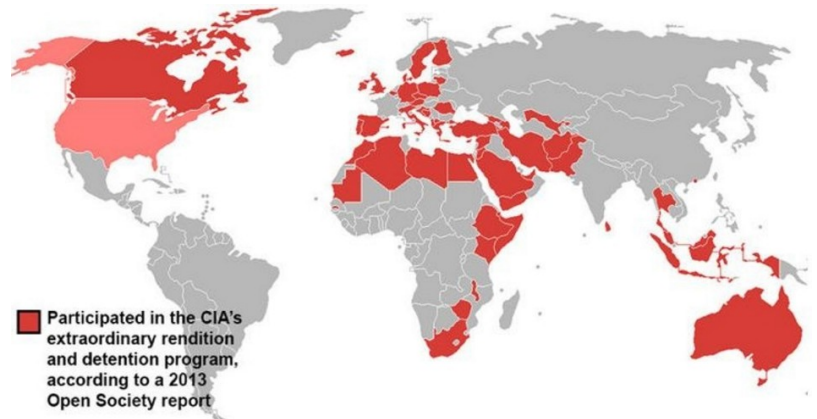 Participated in the CIA's
extraordinary rendition
and detention program,
according to a 2013
Open Society report